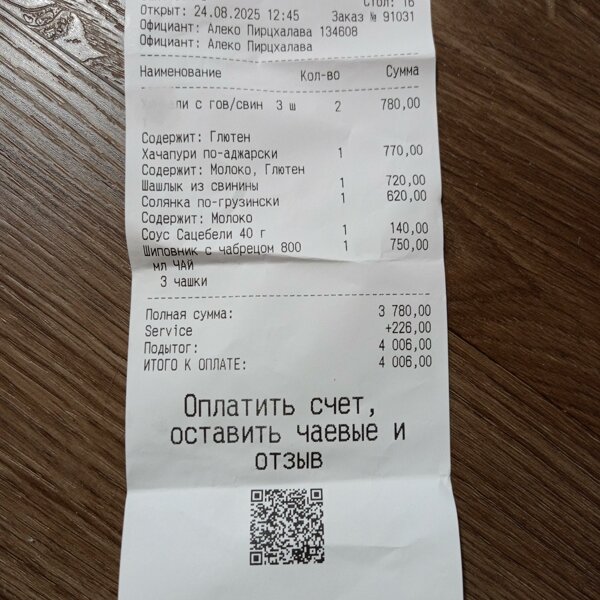 Стол: 16
Открыт: 24.08.2025 12:45 Заказ № 91031
Официант: Алеко Пирцхалава 134608
Официант: Алеко Пирцхалава
Наименование Кол-во Сумма
с гов/свин 3 ш 2 780,00
Содержит: Глютен
Хачапури по-аджарски 1 770,00
Содержит: Молоко, Глютен
Шашлык из свинины 1 720,00
Солянка по-грузински 1 620,00
Содержит: Молоко
Соус Сацебели 40 г 1 140,00
Шиповник с чабрецом 800 1 750,00
мл ЧАЙ
3 чашки
Полная сумма: 3 780,00
Service +226,00
Подытог: 4 006,00
ИТОГО К ОПЛАТЕ: 4 006,00
Оплатить счет,
оставить чаевые и
отзыв